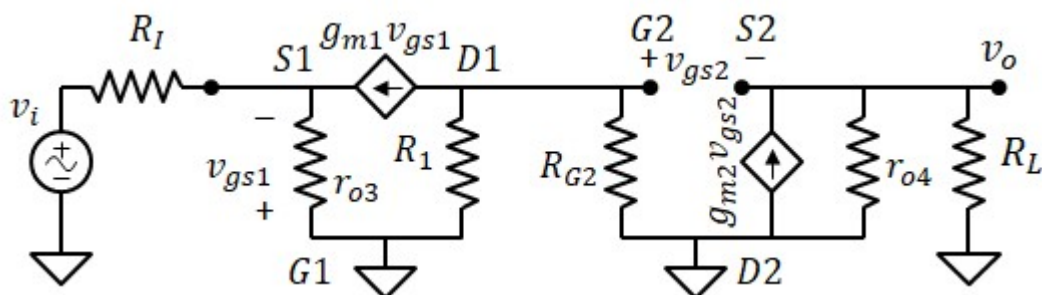 R_I
S1
g_{m1}v_{gs1}
D1
G2
+
v_{gs2}
S2
−
v_o
v_i
+
−
−
v_{gs1}
+
r_{o3}
R_1
R_{G2}
g_{m2}v_{gs2}
r_{o4}
R_L
G1
D2